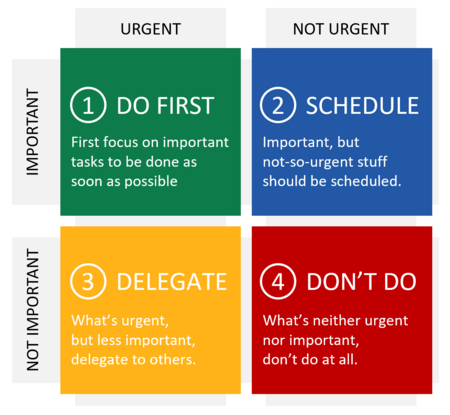 URGENT
NOT URGENT
IMPORTANT
1 DO FIRST
First focus on important
tasks to be done as
soon as possible
2 SCHEDULE
Important, but
not-so-urgent stuff
should be scheduled.
NOT IMPORTANT
3 DELEGATE
What's urgent,
but less important,
delegate to others.
4 DON'T DO
What's neither urgent
nor important,
don't do at all.